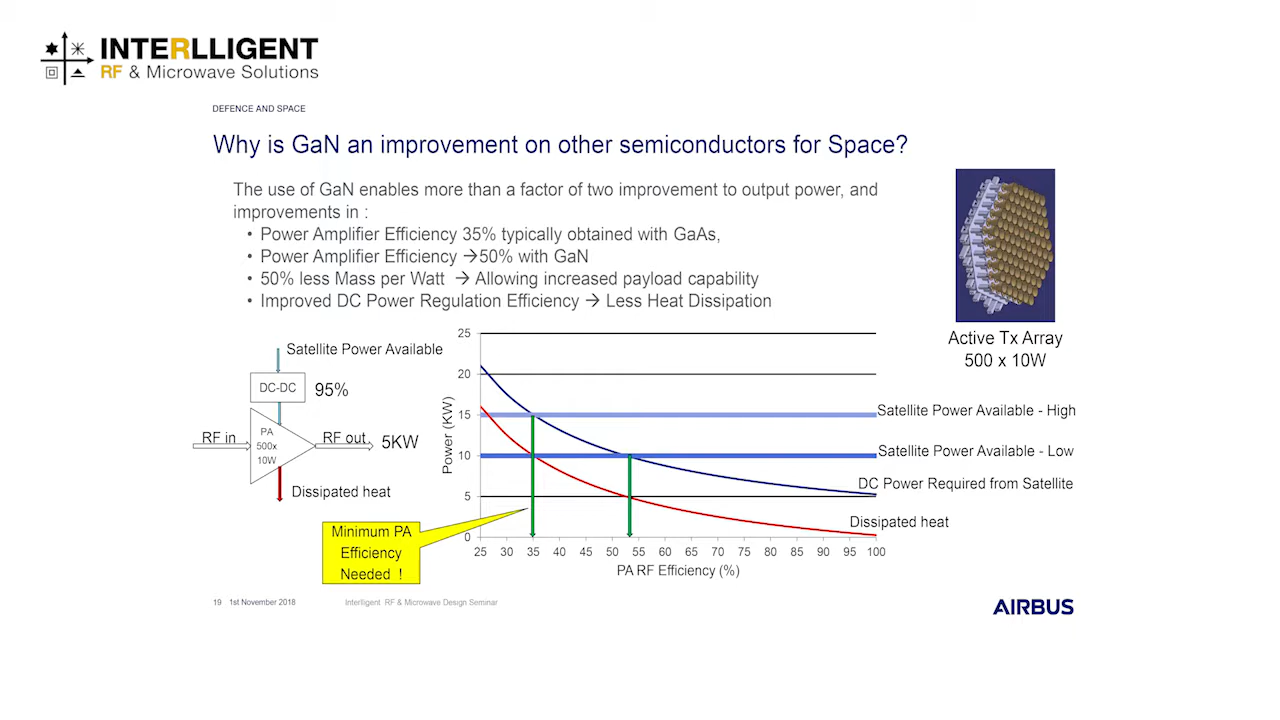 INTERLLIGENT
RF & Microwave Solutions
DEFENCE AND SPACE
Why is GaN an improvement on other semiconductors for Space?
The use of GaN enables more than a factor of two improvement to output power, and
improvements in :
• Power Amplifier Efficiency 35% typically obtained with GaAs,
• Power Amplifier Efficiency →50% with GaN
• 50% less Mass per Watt → Allowing increased payload capability
• Improved DC Power Regulation Efficiency → Less Heat Dissipation
Active Tx Array
500 x 10W
Satellite Power Available
DC-DC
95%
RF in
PA
500x
10W
RF out
5KW
Dissipated heat
Minimum PA
Efficiency
Needed !
Power (KW)
25
20
15
10
5
0
25 30 35 40 45 50 55 60 65 70 75 80 85 90 95 100
PA RF Efficiency (%)
Satellite Power Available - High
Satellite Power Available - Low
DC Power Required from Satellite
Dissipated heat
19 1st November 2018 Interlligent RF & Microwave Design Seminar
AIRBUS